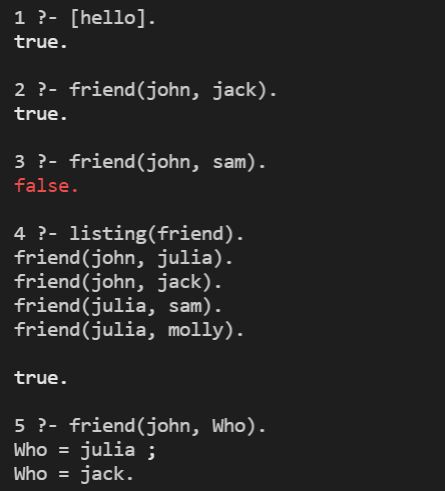 1 ?- [hello].
true.
2 ?- friend(john, jack).
true.
3 ?- friend(john, sam).
false.
4 ?- listing(friend).
friend(john, julia).
friend(john, jack).
friend(julia, sam).
friend(julia, molly).
true.
5 ?- friend(john, Who).
Who = julia ;
Who = jack.